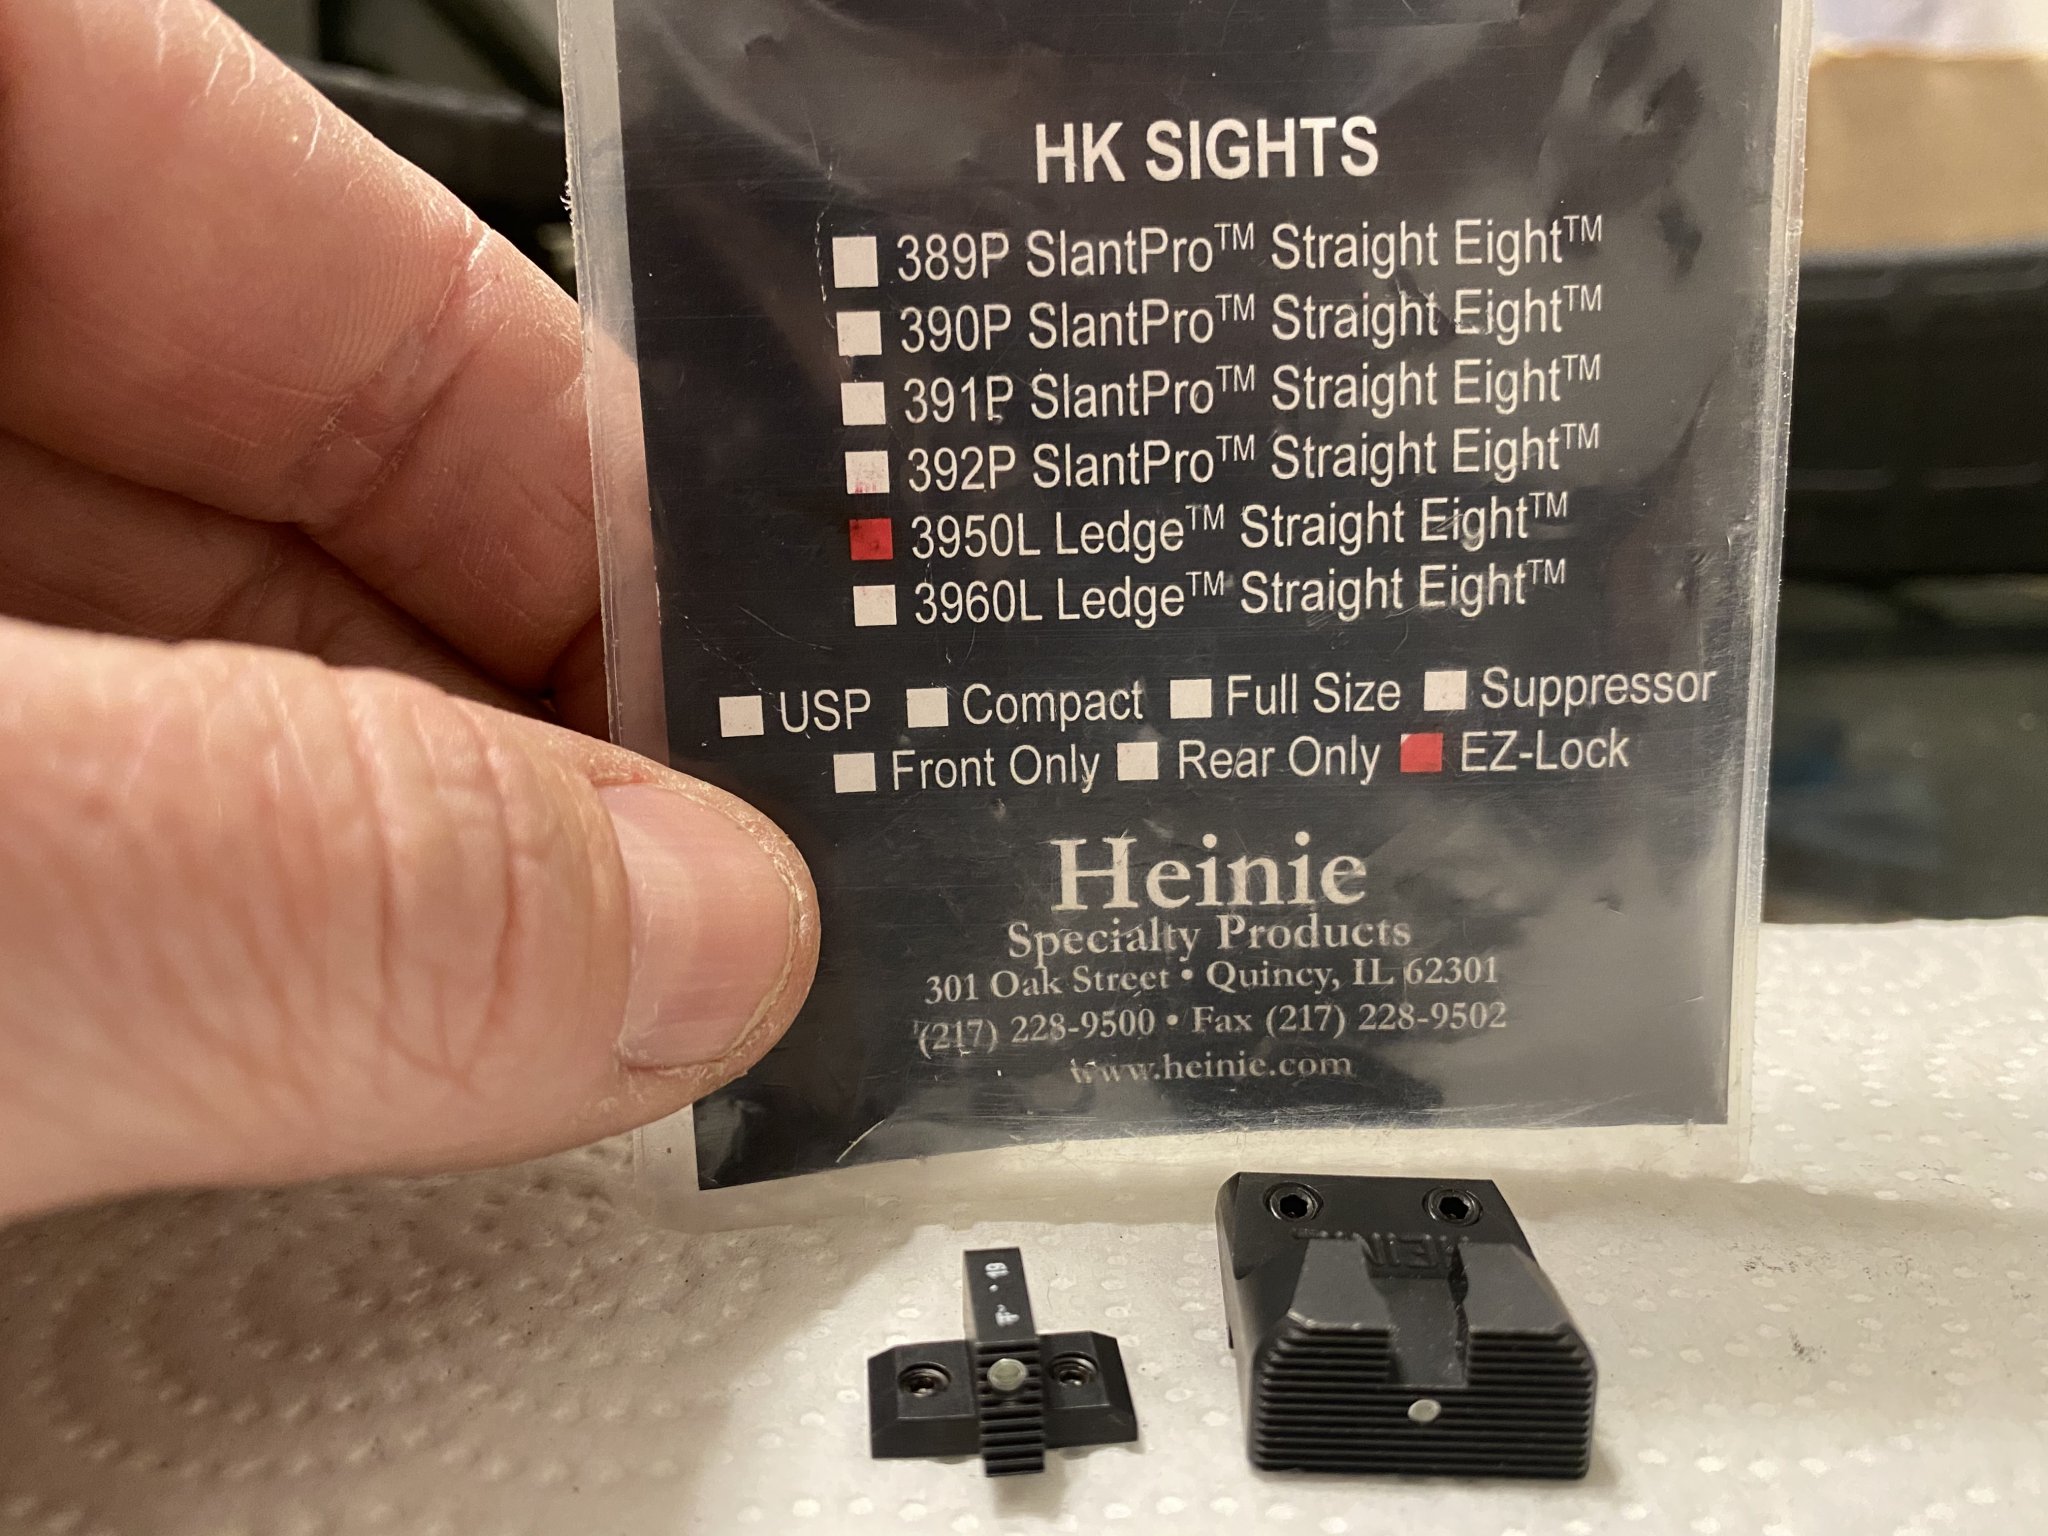 HK SIGHTS
389P SlantPro™ Straight Eight™
390P SlantPro™ Straight Eight™
391P SlantPro™ Straight Eight™
392P SlantPro™ Straight Eight™
3950L Ledge™ Straight Eight™
3960L Ledge™ Straight Eight™
USP Compact Full Size Suppressor
Front Only Rear Only EZ-Lock
Heinie
Specialty Products
301 Oak Street • Quincy, IL 62301
(217) 228-9500 • Fax (217) 228-9502
www.heinie.com